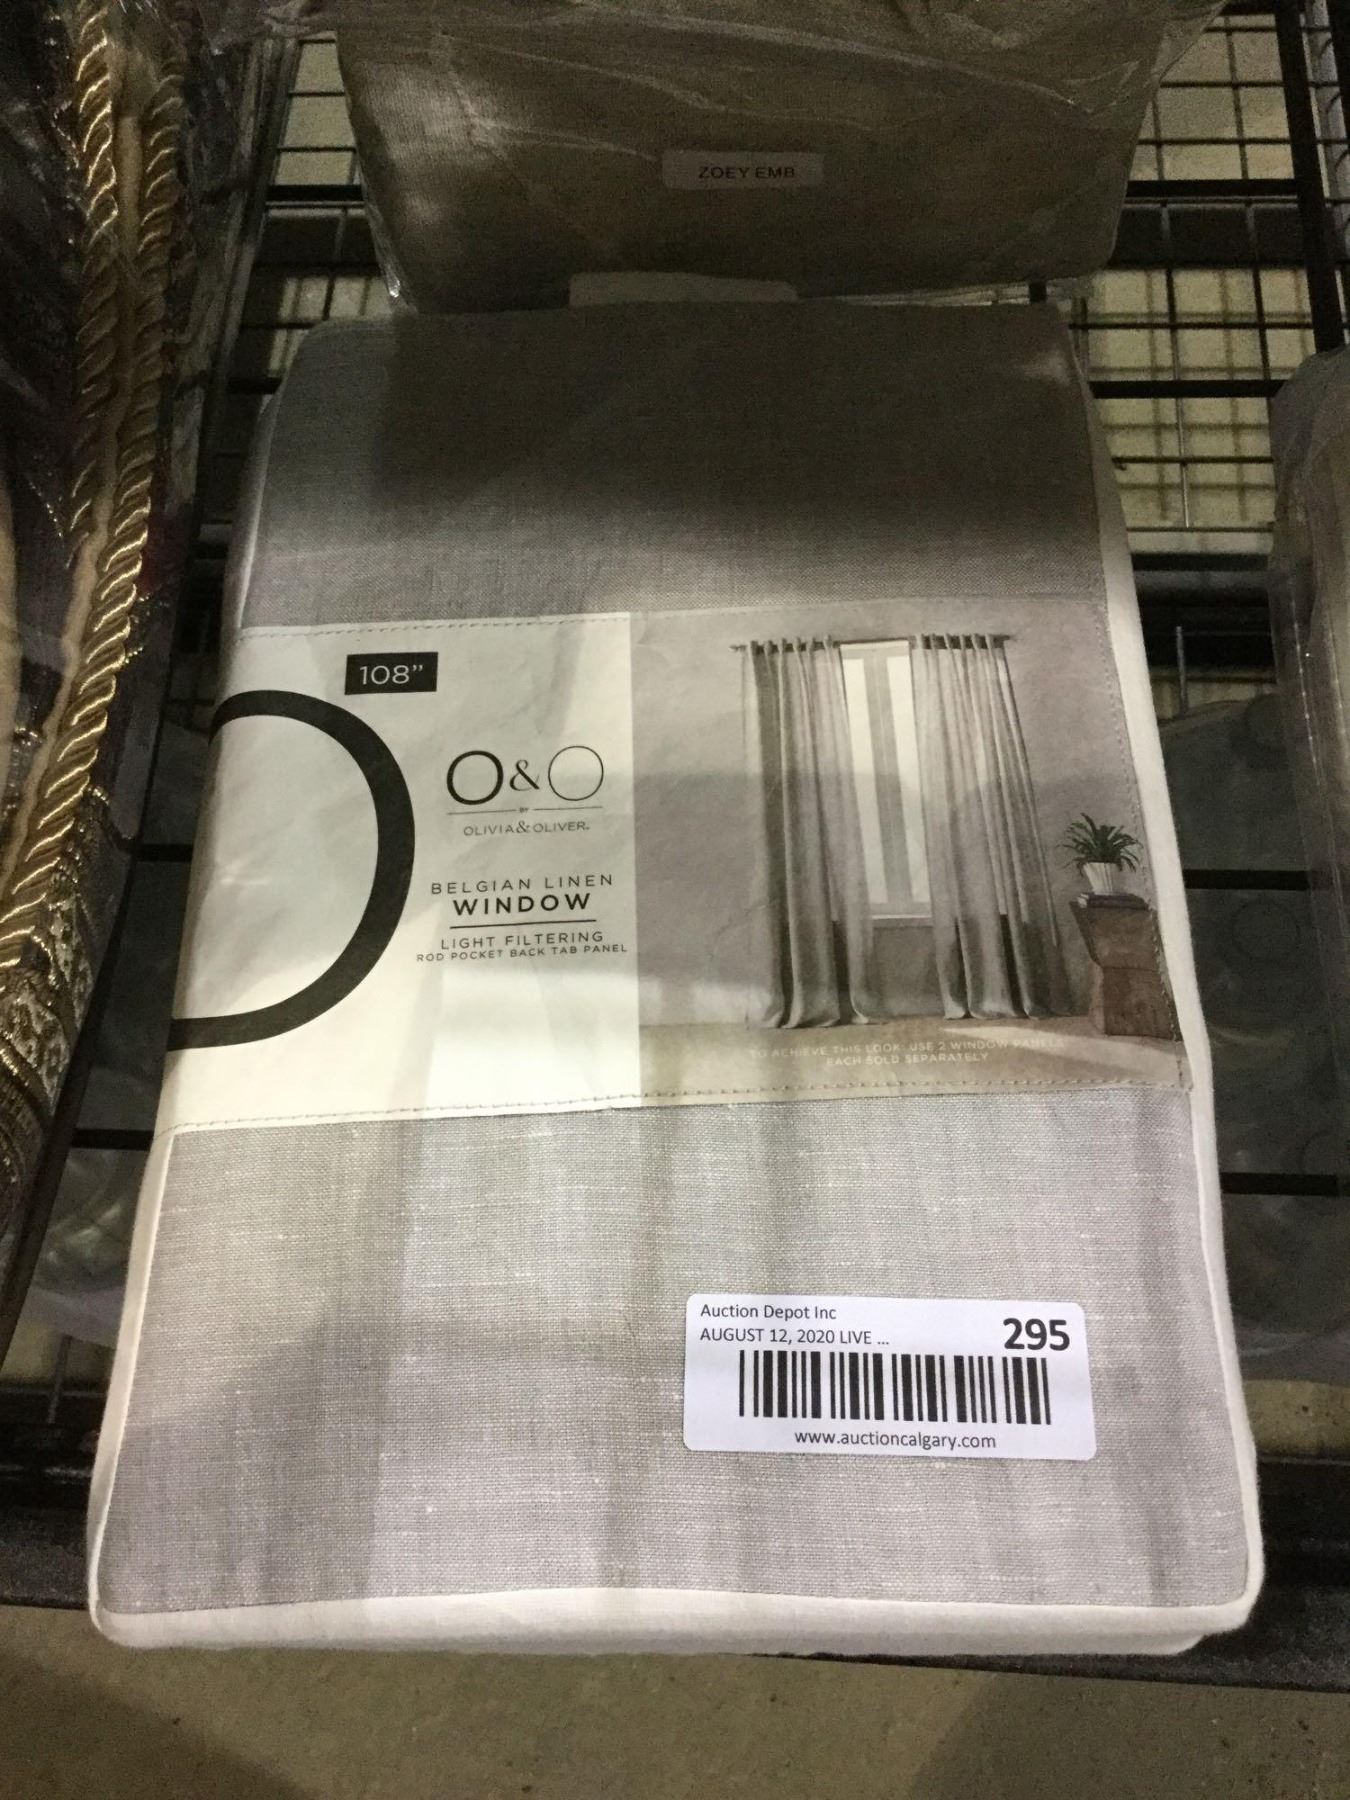 ZOEY EMB
108”
O&O
BY
OLIVIA&OLIVER.
BELGIAN LINEN
WINDOW
LIGHT FILTERING
ROD POCKET BACK TAB PANEL
TO ACHIEVE THIS LOOK: USE 2 WINDOW PANELS
EACH SOLD SEPARATELY
Auction Depot Inc
AUGUST 12, 2020 LIVE ...
295
www.auctioncalgary.com